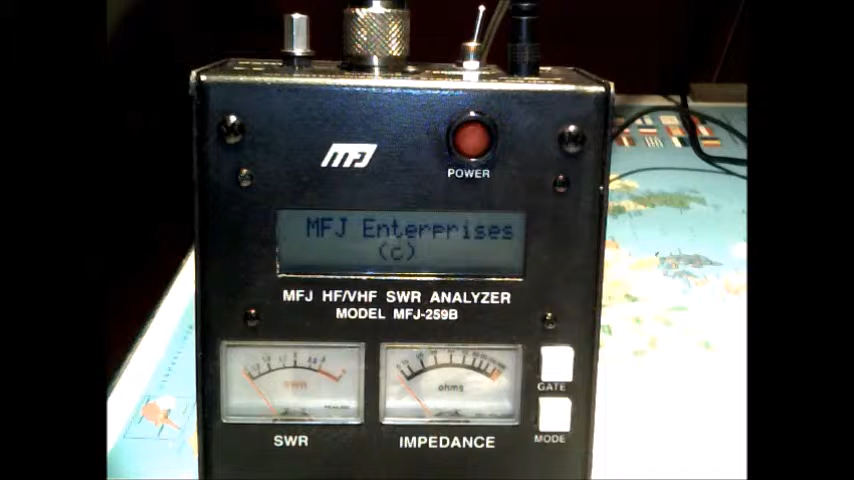 MFJ
POWER
MFJ Enterprises
(c)
MFJ HF/VHF SWR ANALYZER
MODEL MFJ-259B
SWR
ohms
GATE
MODE
SWR
IMPEDANCE